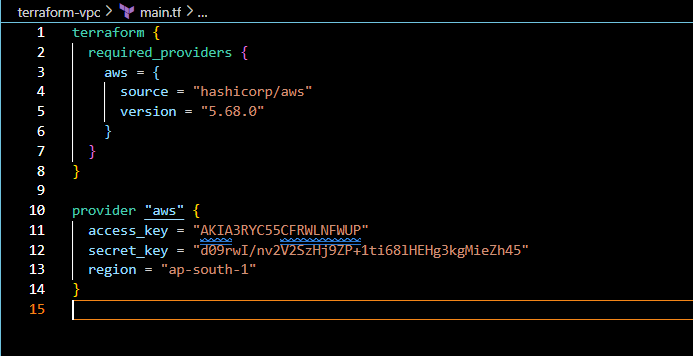 terraform-vpc > main.tf > ...
1 terraform {
2 required_providers {
3 aws = {
4 source = "hashicorp/aws"
5 version = "5.68.0"
6 }
7 }
8 }
9
10 provider "aws" {
11 access_key = "AKIA3RYC55CFRWLNFWUP"
12 secret_key = "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"
13 region = "ap-south-1"
14 }
15